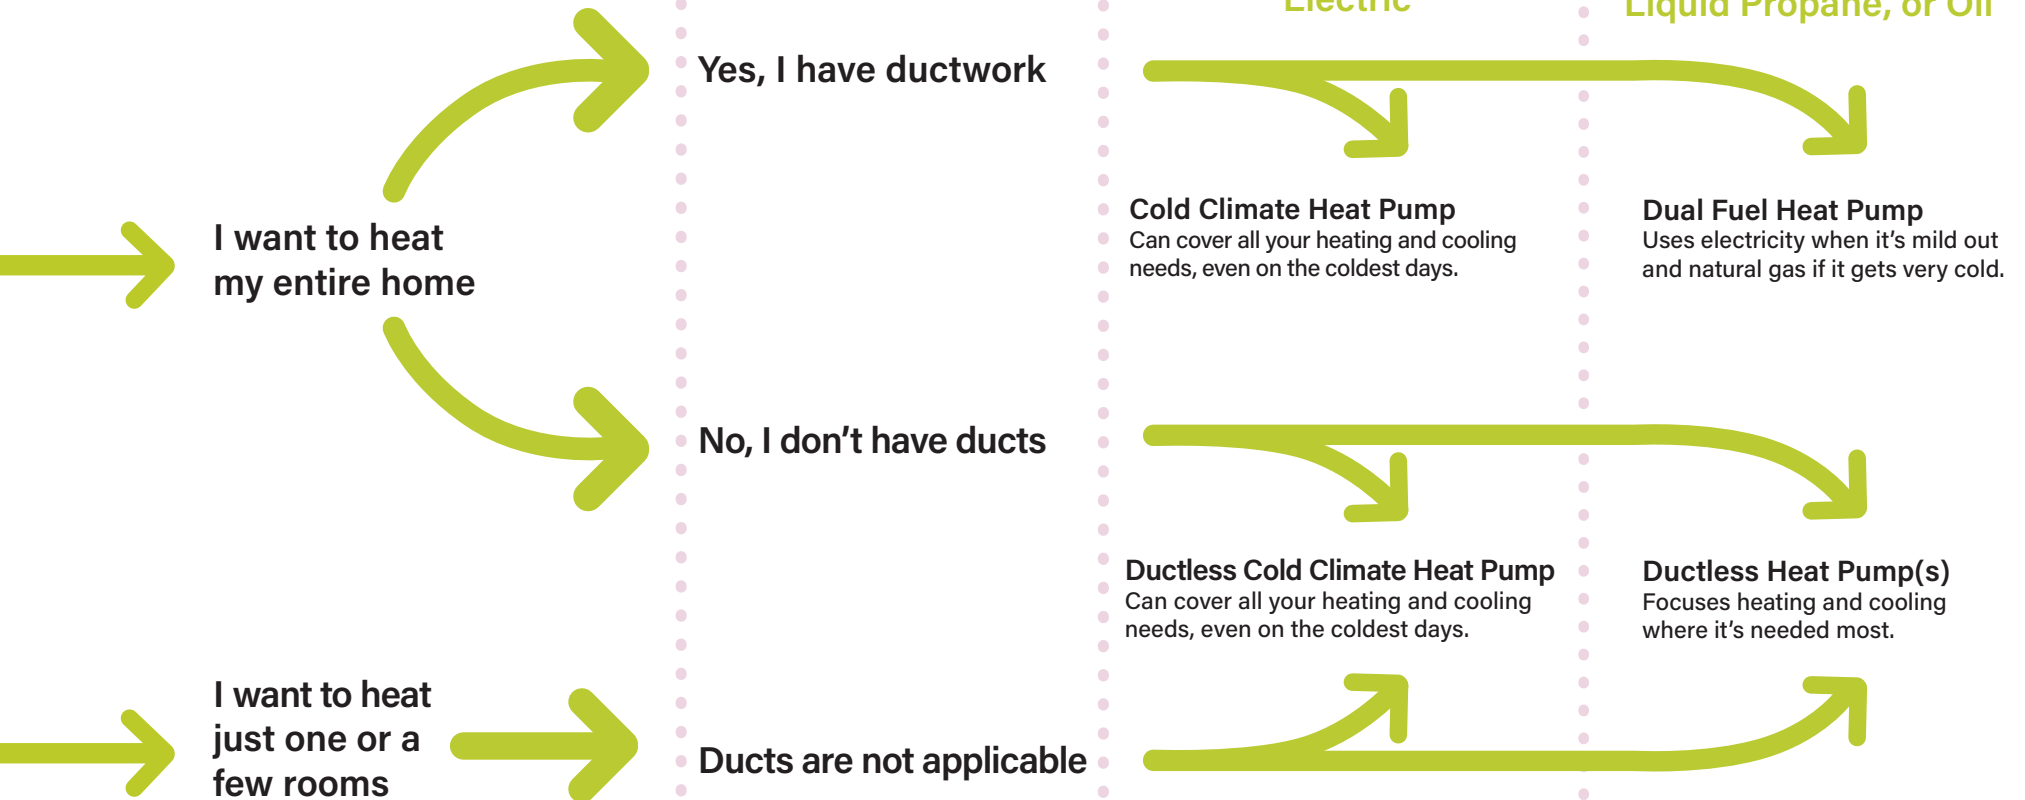 Electric
Liquid Propane, or Oil
Yes, I have ductwork
I want to heat
my entire home
Cold Climate Heat Pump
Can cover all your heating and cooling
needs, even on the coldest days.
Dual Fuel Heat Pump
Uses electricity when it’s mild out
and natural gas if it gets very cold.
No, I don’t have ducts
Ductless Cold Climate Heat Pump
Can cover all your heating and cooling
needs, even on the coldest days.
Ductless Heat Pump(s)
Focuses heating and cooling
where it’s needed most.
I want to heat
just one or a
few rooms
Ducts are not applicable